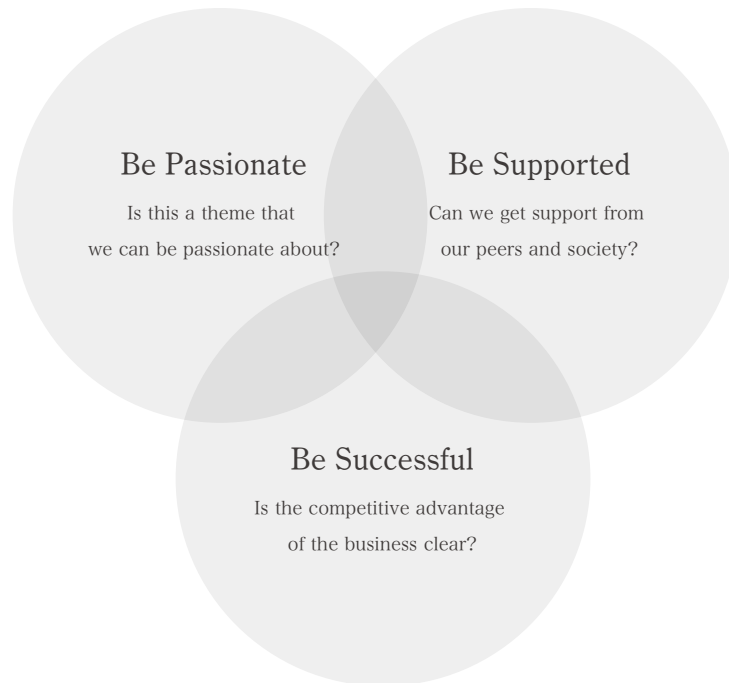 Be Passionate
Is this a theme that
we can be passionate about?
Be Supported
Can we get support from
our peers and society?
Be Successful
Is the competitive advantage
of the business clear?